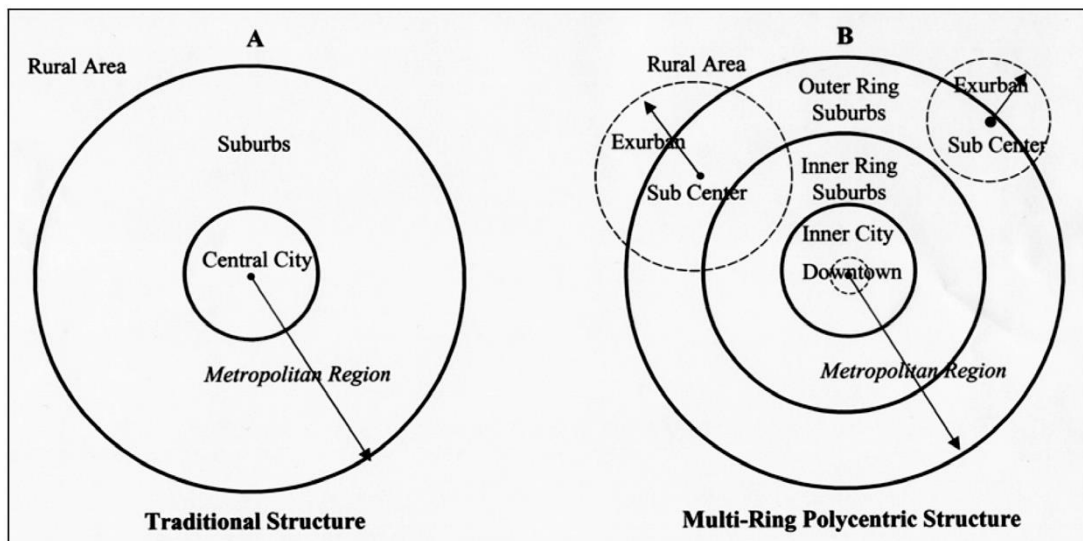 A
Rural Area
Suburbs
Central City
Metropolitan Region
Traditional Structure
B
Rural Area
Outer Ring
Suburbs
Exurban
Exurban
Sub Center
Inner Ring
Suburbs
Sub Center
Inner City
Downtown
Metropolitan Region
Multi-Ring Polycentric Structure